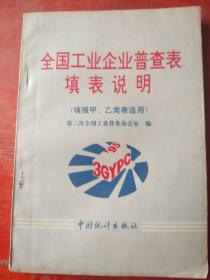 全国工业企业普查表
填表说明
(填报甲、乙类表适用)
第三次全国工业普查办公室 编
'95
3GYPC
中国统计出版社